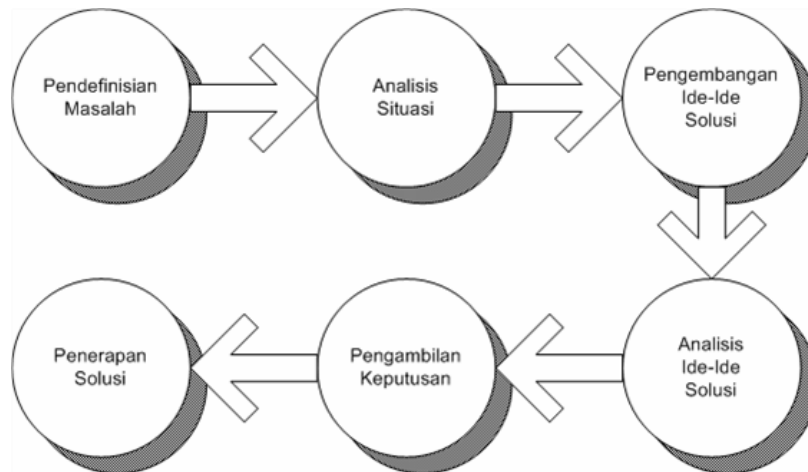 Pendefinisian
Masalah
Analisis
Situasi
Pengembangan
Ide-Ide
Solusi
Analisis
Ide-Ide
Solusi
Pengambilan
Keputusan
Penerapan
Solusi